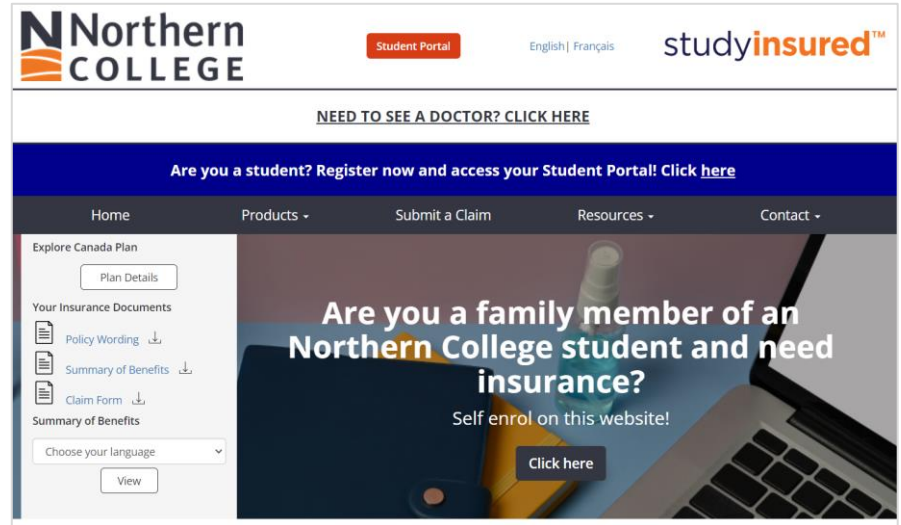 Northern
COLLEGE
Student Portal
English| Français
studyinsured™
NEED TO SEE A DOCTOR? CLICK HERE
Are you a student? Register now and access your Student Portal! Click here
Home
Products
Submit a Claim
Resources
Contact
Explore Canada Plan
Plan Details
Your Insurance Documents
Policy Wording
Summary of Benefits
Claim Form
Summary of Benefits
Choose your language
View
Are you a family member of an
Northern College student and need
insurance?
Self enrol on this website!
Click here